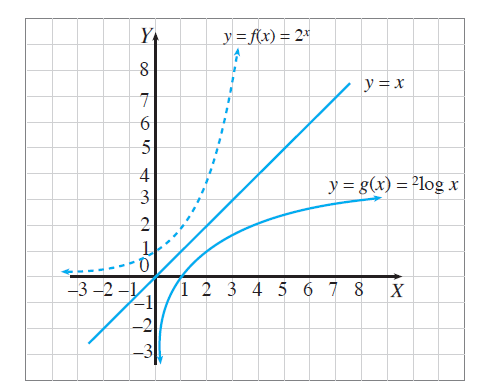 Y
y = f(x) = 2ˣ
8
y = x
7
6
5
4
y = g(x) = ²log x
3
2
1
0
–3 –2 –1 1 2 3 4 5 6 7 8 X
–1
–2
–3